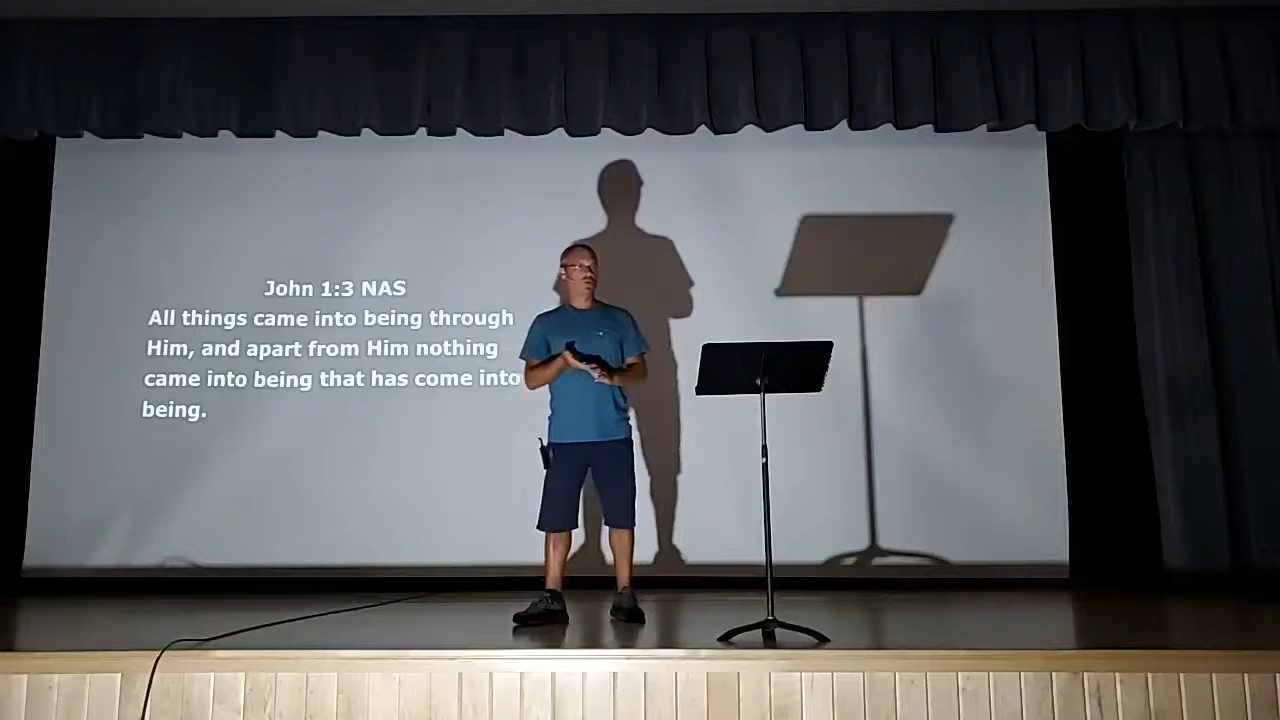 John 1:3 NAS
All things came into being through
Him, and apart from Him nothing
came into being that has come into
being.